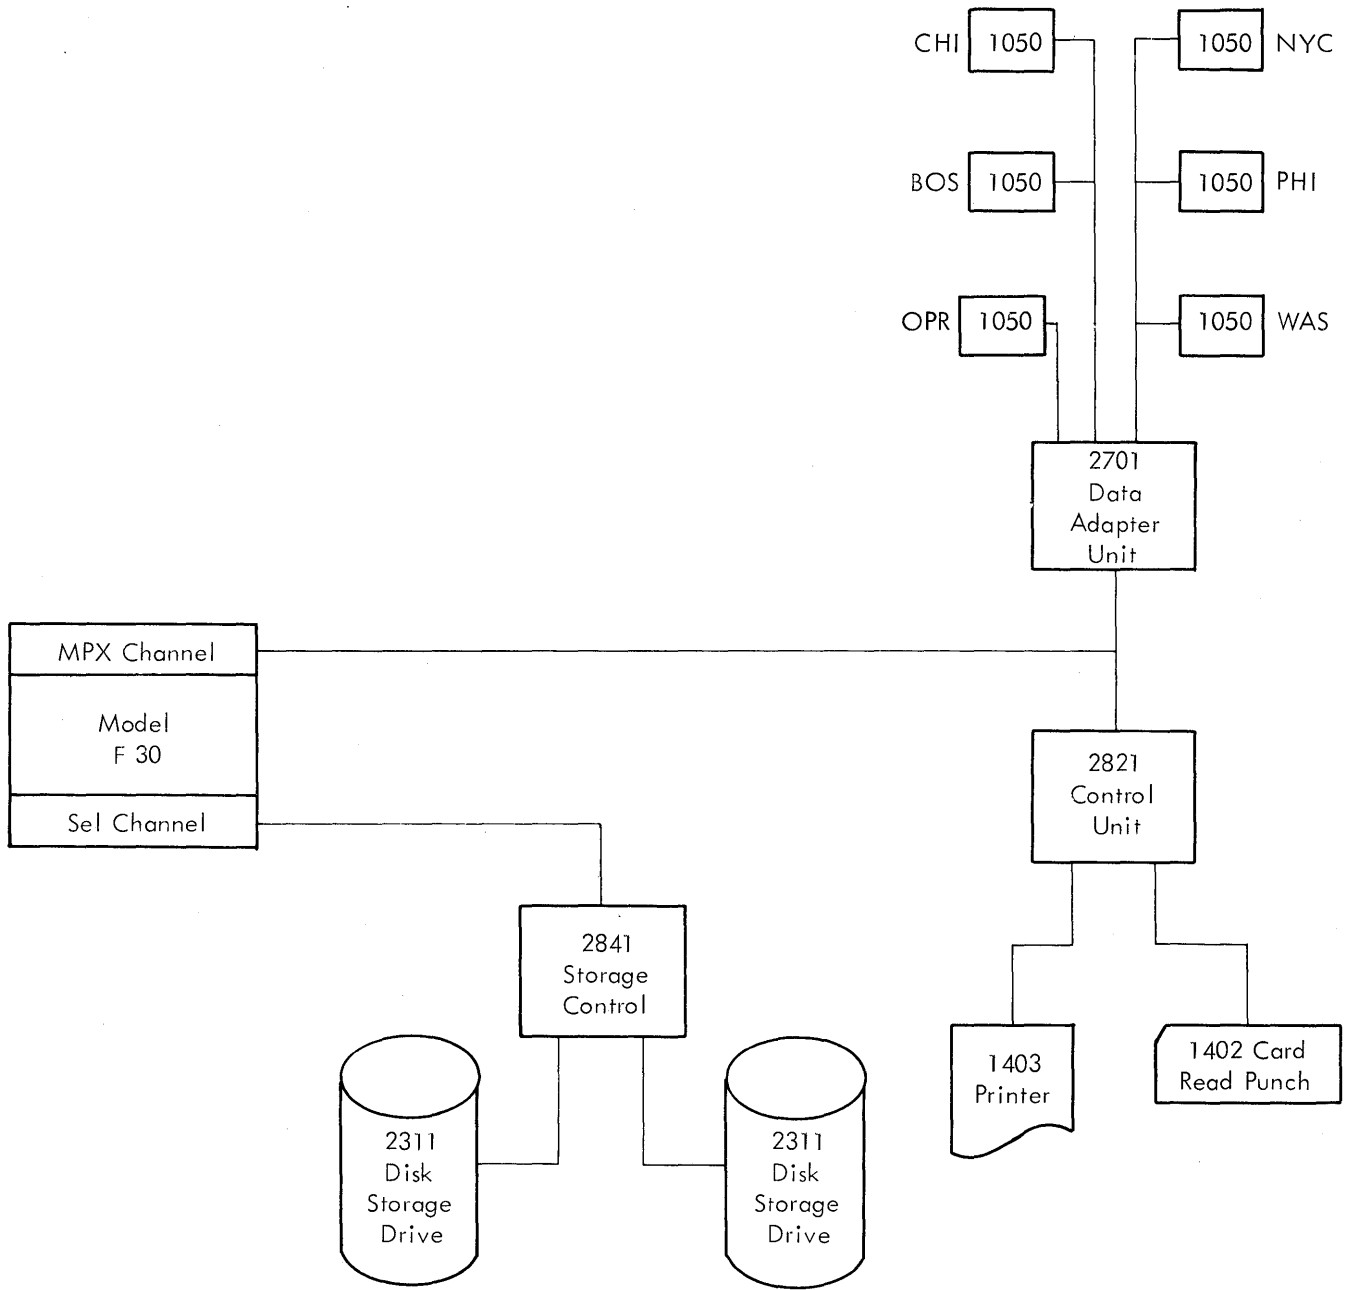 CHI 1050
1050 NYC
BOS 1050
1050 PHI
OPR 1050
1050 WAS
2701
Data
Adapter
Unit
MPX Channel
Model
F 30
Sel Channel
2821
Control
Unit
2841
Storage
Control
1403
Printer
1402 Card
Read Punch
2311
Disk
Storage
Drive
2311
Disk
Storage
Drive